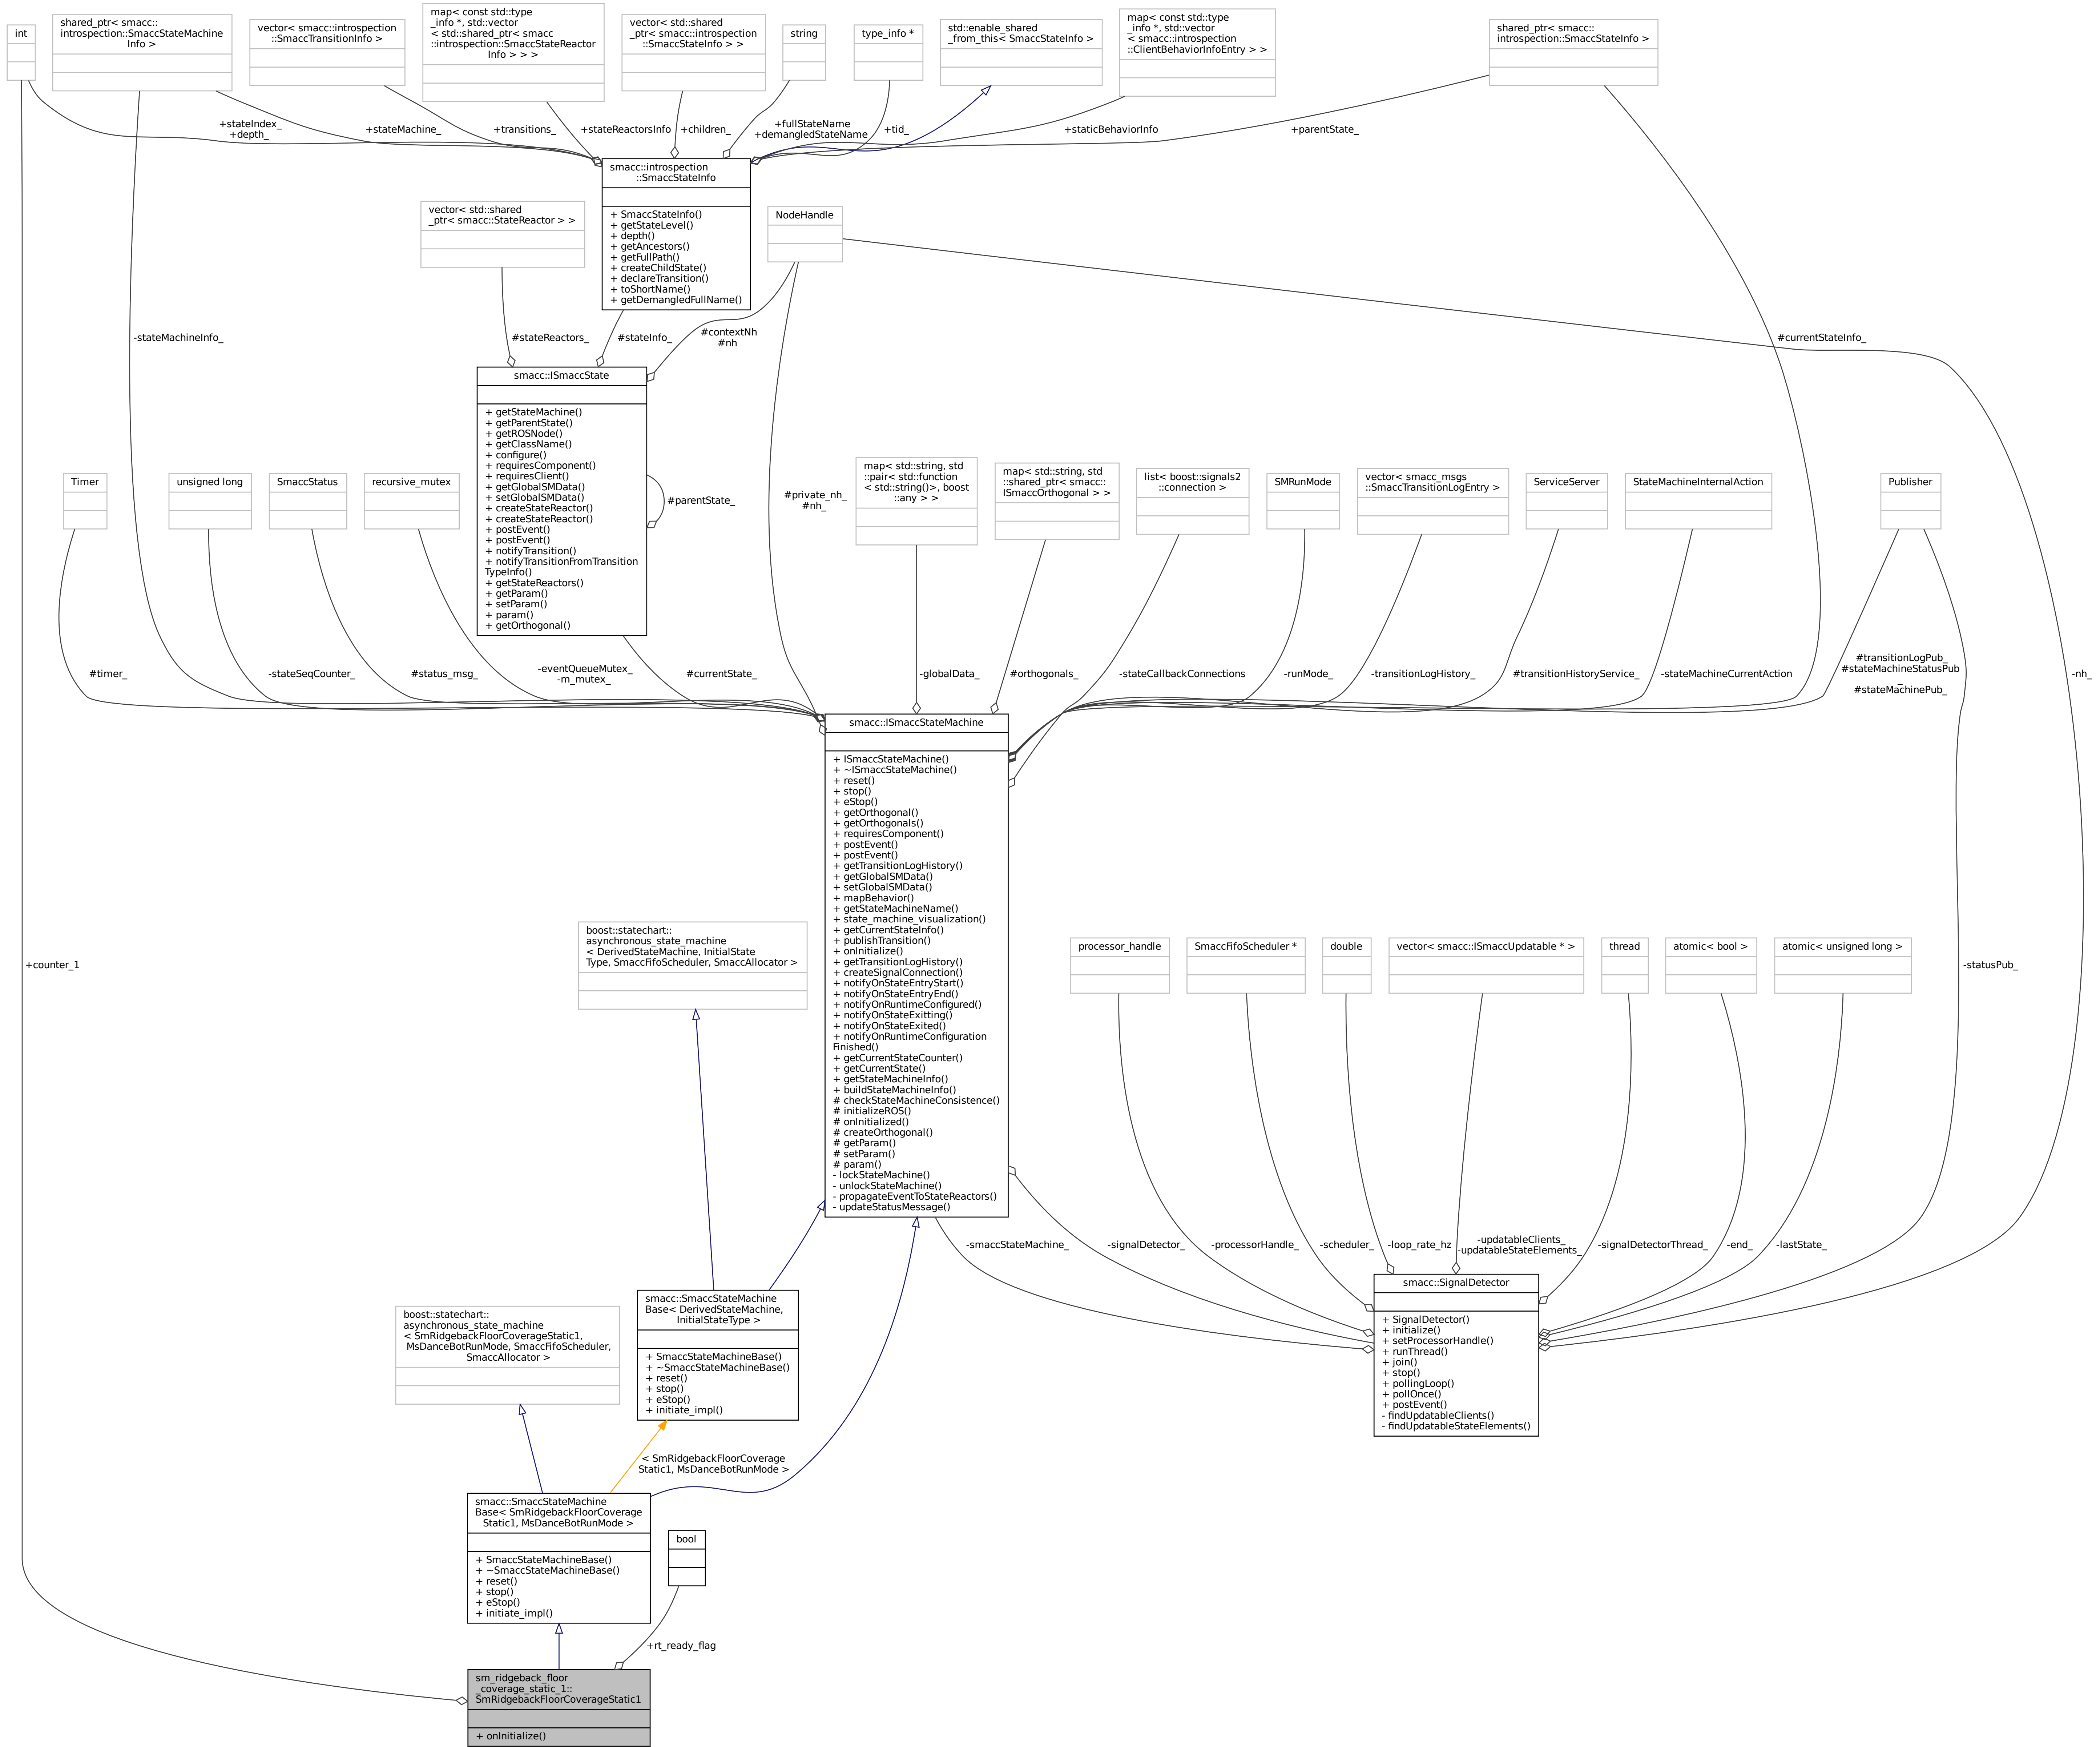 int
shared_ptr< smacc::
introspection::SmaccStateMachine
Info >
vector< smacc::introspection
::SmaccTransitionInfo >
map< const std::type
_info *, std::vector
< std::shared_ptr< smacc
::introspection::SmaccStateReactor
Info > > >
vector< std::shared
_ptr< smacc::introspection
::SmaccStateInfo > >
string
type_info *
std::enable_shared
_from_this< SmaccStateInfo >
map< const std::type
_info *, std::vector
< smacc::introspection
::ClientBehaviorInfoEntry > >
shared_ptr< smacc::
introspection::SmaccStateInfo >
+stateIndex_
+depth_
+stateMachine_
+transitions_
+stateReactorsInfo
+children_
+fullStateName
+demangledStateName
+tid_
+staticBehaviorInfo
+parentState_
smacc::introspection
::SmaccStateInfo
+ SmaccStateInfo()
+ getStateLevel()
+ depth()
+ getAncestors()
+ getFullPath()
+ createChildState()
+ declareTransition()
+ toShortName()
+ getDemangledFullName()
vector< std::shared
_ptr< smacc::StateReactor > >
NodeHandle
-stateMachineInfo_
#stateReactors_
#stateInfo_
#contextNh
#nh
#currentStateInfo_
smacc::ISmaccState
+ getStateMachine()
+ getParentState()
+ getROSNode()
+ getClassName()
+ configure()
+ requiresComponent()
+ requiresClient()
+ getGlobalSMData()
+ setGlobalSMData()
+ createStateReactor()
+ createStateReactor()
+ postEvent()
+ postEvent()
+ notifyTransition()
+ notifyTransitionFromTransition
TypeInfo()
+ getStateReactors()
+ getParam()
+ setParam()
+ param()
+ getOrthogonal()
#parentState_
#private_nh_
#nh_
Timer
unsigned long
SmaccStatus
recursive_mutex
map< std::string, std
::pair< std::function
< std::string()>, boost
::any > >
map< std::string, std
::shared_ptr< smacc::
ISmaccOrthogonal > >
list< boost::signals2
::connection >
SMRunMode
vector< smacc_msgs
::SmaccTransitionLogEntry >
ServiceServer
StateMachineInternalAction
Publisher
#timer_
-stateSeqCounter_
#status_msg_
-eventQueueMutex_
-m_mutex_
#currentState_
-globalData_
#orthogonals_
-stateCallbackConnections
-runMode_
-transitionLogHistory_
#transitionHistoryService_
-stateMachineCurrentAction
#transitionLogPub_
#stateMachineStatusPub
_
#stateMachinePub_
-nh_
smacc::ISmaccStateMachine
+ ISmaccStateMachine()
+ ~ISmaccStateMachine()
+ reset()
+ stop()
+ eStop()
+ getOrthogonal()
+ getOrthogonals()
+ requiresComponent()
+ postEvent()
+ postEvent()
+ getTransitionLogHistory()
+ getGlobalSMData()
+ setGlobalSMData()
+ mapBehavior()
+ getStateMachineName()
+ state_machine_visualization()
+ getCurrentStateInfo()
+ publishTransition()
+ onInitialize()
+ getTransitionLogHistory()
+ createSignalConnection()
+ notifyOnStateEntryStart()
+ notifyOnStateEntryEnd()
+ notifyOnRuntimeConfigured()
+ notifyOnStateExitting()
+ notifyOnStateExited()
+ notifyOnRuntimeConfiguration
Finished()
+ getCurrentStateCounter()
+ getCurrentState()
+ getStateMachineInfo()
+ buildStateMachineInfo()
# checkStateMachineConsistence()
# initializeROS()
# onInitialized()
# createOrthogonal()
# getParam()
# setParam()
# param()
- lockStateMachine()
- unlockStateMachine()
- propagateEventToStateReactors()
- updateStatusMessage()
boost::statechart::
asynchronous_state_machine
< DerivedStateMachine, InitialState
Type, SmaccFifoScheduler, SmaccAllocator >
+counter_1
processor_handle
SmaccFifoScheduler *
double
vector< smacc::ISmaccUpdatable * >
thread
atomic< bool >
atomic< unsigned long >
-statusPub_
-smaccStateMachine_
-signalDetector_
-processorHandle_
-scheduler_
-loop_rate_hz
-updatableClients_
-updatableStateElements_
-signalDetectorThread_
-end_
-lastState_
smacc::SignalDetector
+ SignalDetector()
+ initialize()
+ setProcessorHandle()
+ runThread()
+ join()
+ stop()
+ pollingLoop()
+ pollOnce()
+ postEvent()
- findUpdatableClients()
- findUpdatableStateElements()
smacc::SmaccStateMachine
Base< DerivedStateMachine,
InitialStateType >
+ SmaccStateMachineBase()
+ ~SmaccStateMachineBase()
+ reset()
+ stop()
+ eStop()
+ initiate_impl()
boost::statechart::
asynchronous_state_machine
< SmRidgebackFloorCoverageStatic1,
MsDanceBotRunMode, SmaccFifoScheduler,
SmaccAllocator >
< SmRidgebackFloorCoverage
Static1, MsDanceBotRunMode >
smacc::SmaccStateMachine
Base< SmRidgebackFloorCoverage
Static1, MsDanceBotRunMode >
+ SmaccStateMachineBase()
+ ~SmaccStateMachineBase()
+ reset()
+ stop()
+ eStop()
+ initiate_impl()
bool
+rt_ready_flag
sm_ridgeback_floor
_coverage_static_1::
SmRidgebackFloorCoverageStatic1
+ onInitialize()